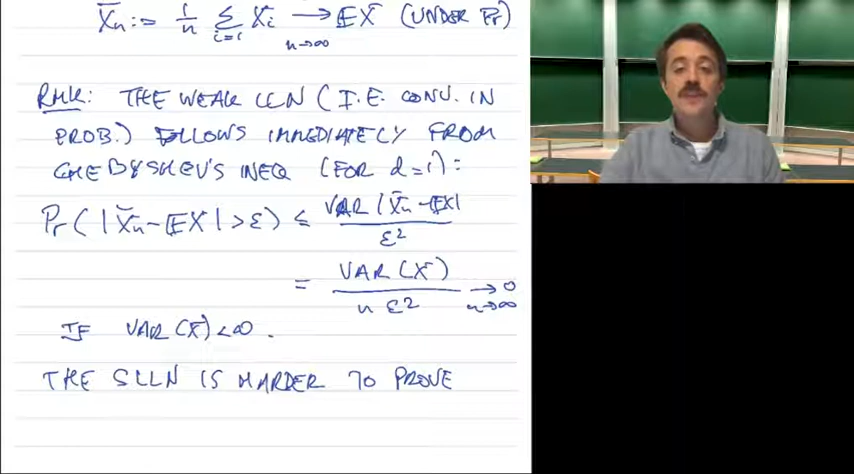 X̄n := 1/n Σ_{i=1} Xi ⟶_{n→∞} 𝔼X (UNDER Pr)
RMK: THE WEAK LLN (I.E. CONV. IN
PROB.) FOLLOWS IMMEDIATELY FROM
CHEBYSHEV'S INEQ (FOR d=1):
Pr(|X̄n − 𝔼X| > ε) ≤ VAR(X̄n − 𝔼X) / ε²
= VAR(X) / n ε² ⟶_{n→∞} 0
IF VAR(X) < ∞.
THE SLLN IS HARDER TO PROVE